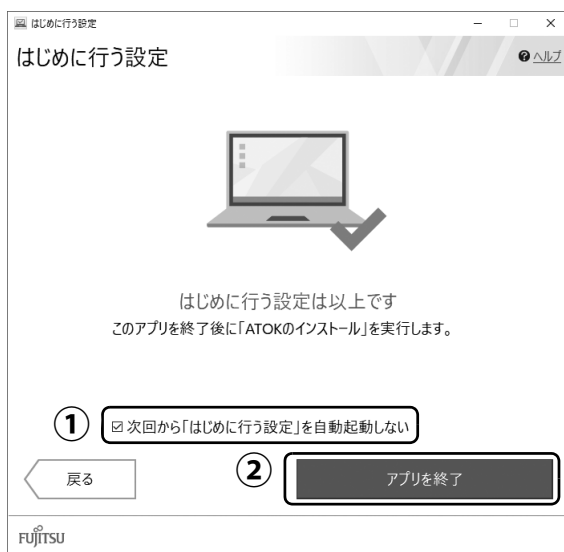 はじめに行う設定
はじめに行う設定
ヘルプ
はじめに行う設定は以上です
このアプリを終了後に「ATOKのインストール」を実行します。
① 次回から「はじめに行う設定」を自動起動しない
戻る
② アプリを終了
FUJITSU